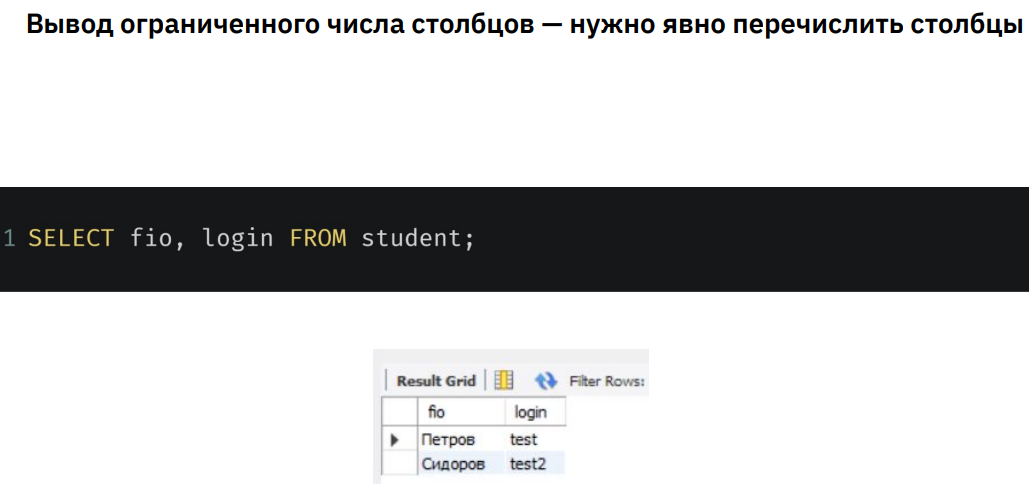 Вывод ограниченного числа столбцов — нужно явно перечислить столбцы
1 SELECT fio, login FROM student;
Result Grid Filter Rows:
fio login
Петров test
Сидоров test2